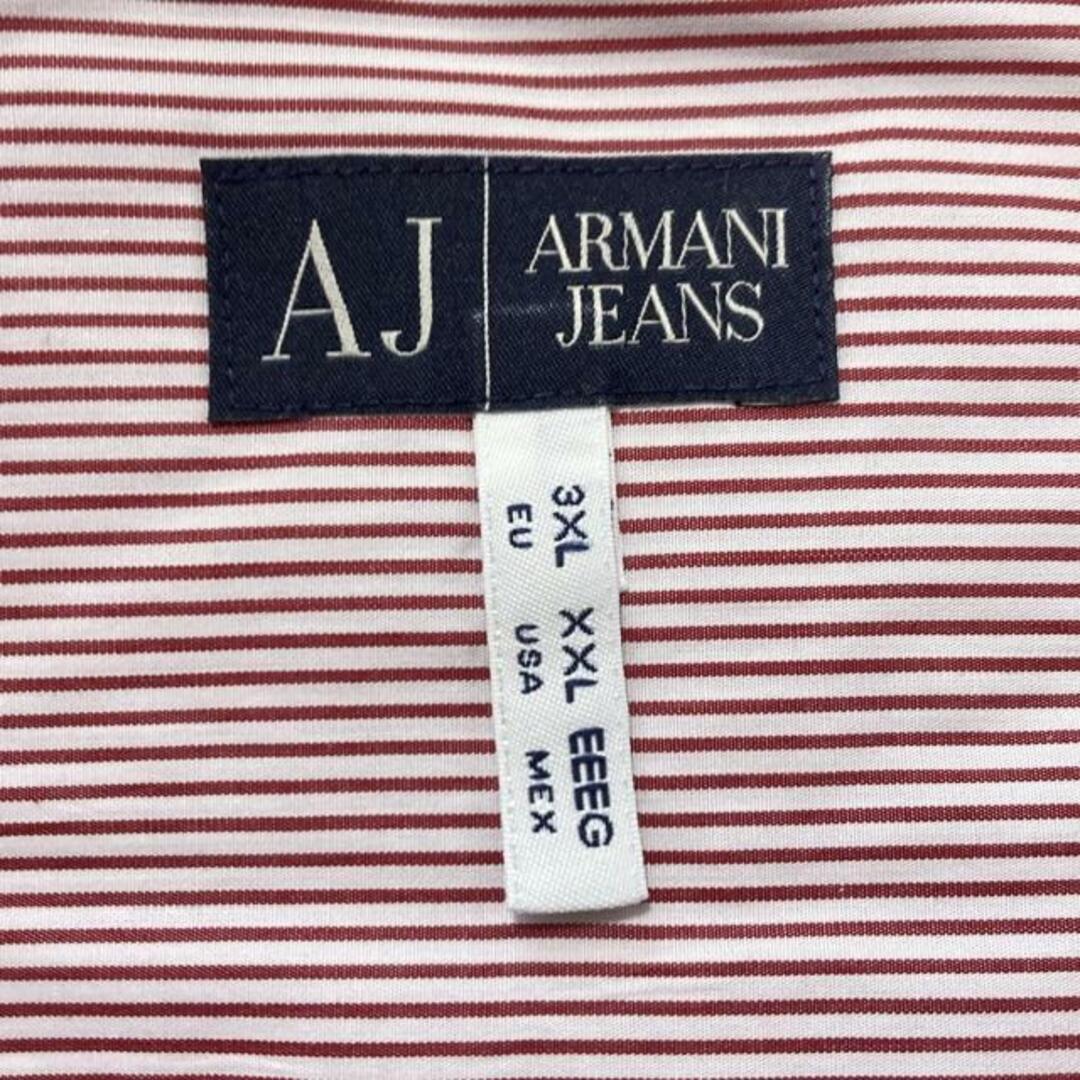 AJ
ARMANI
JEANS
3XL XXL EEEG
EU USA MEX